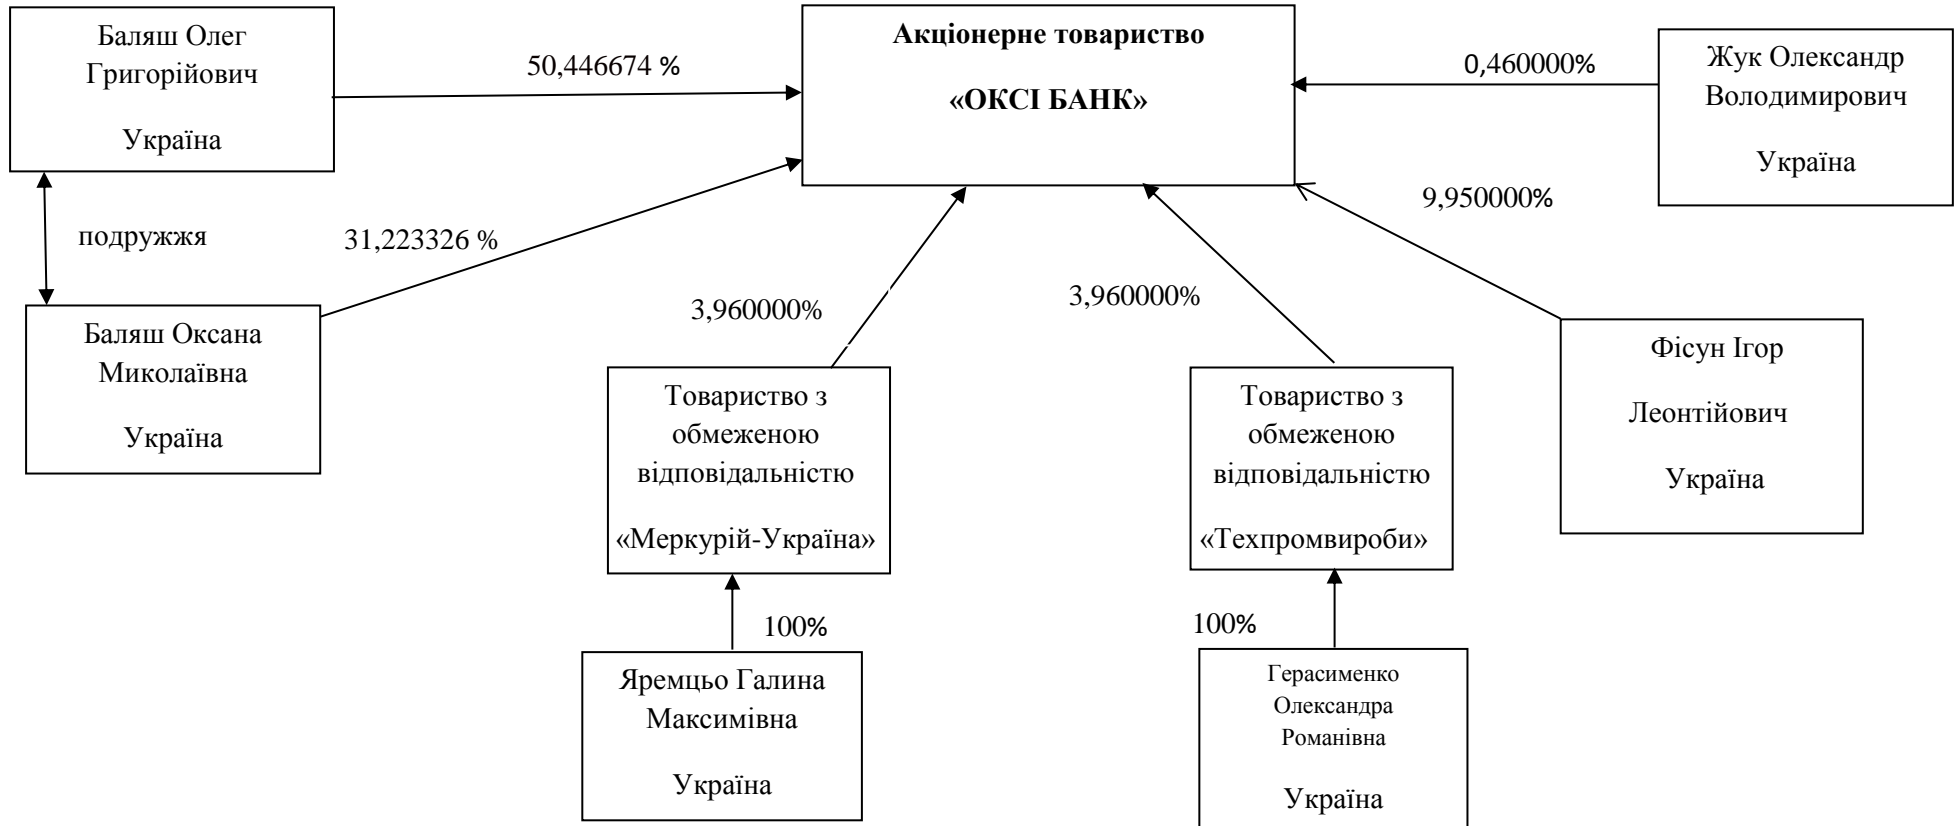 Баляш Олег
Григорійович
Україна
50,446674 %
Акціонерне товариство
«ОКСІ БАНК»
0,460000%
Жук Олександр
Володимирович
Україна
9,950000%
подружжя
31,223326 %
Баляш Оксана
Миколаївна
Україна
3,960000%
3,960000%
Товариство з
обмеженою
відповідальністю
«Меркурій-Україна»
Товариство з
обмеженою
відповідальністю
«Техпромвироби»
Фісун Ігор
Леонтійович
Україна
100%
100%
Яремцьо Галина
Максимівна
Україна
Герасименко
Олександра
Романівна
Україна